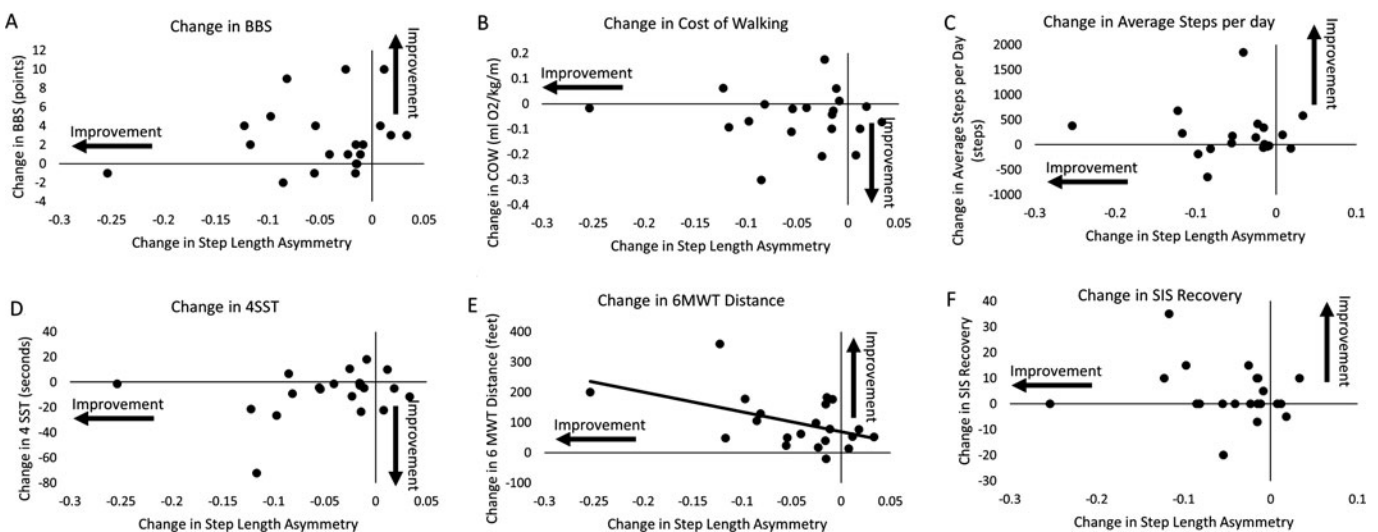 A
Change in BBS
Change in BBS (points)
12
10
8
6
4
2
0
-2
-4
Improvement
Improvement
-0.3 -0.25 -0.2 -0.15 -0.1 -0.05 0 0.05
Change in Step Length Asymmetry
B
Change in Cost of Walking
Change in COW (ml O2/kg/m)
0.2
0.1
0
-0.1
-0.2
-0.3
-0.4
Improvement
Improvement
-0.3 -0.25 -0.2 -0.15 -0.1 -0.05 0 0.05
Change in Step Length Asymmetry
C
Change in Average Steps per day
Change in Average Steps per Day
(steps)
2000
1500
1000
500
0
-500
-1000
Improvement
Improvement
-0.3 -0.2 -0.1 0 0.1
Change in Step Length Asymmetry
D
Change in 4SST
Change in 4 SST (seconds)
40
20
0
-20
-40
-60
-80
Improvement
Improvement
-0.3 -0.25 -0.2 -0.15 -0.1 -0.05 0 0.05
Change in Step Length Asymmetry
E
Change in 6MWT Distance
Change in 6 MWT Distance (feet)
400
300
200
100
0
-100
Improvement
Improvement
-0.3 -0.25 -0.2 -0.15 -0.1 -0.05 0 0.05
Change in Step Length Asymmetry
F
Change in SIS Recovery
Change in SIS Recovery
40
30
20
10
0
-10
-20
-30
Improvement
Improvement
-0.3 -0.2 -0.1 0 0.1
Change in Step Length Asymmetry